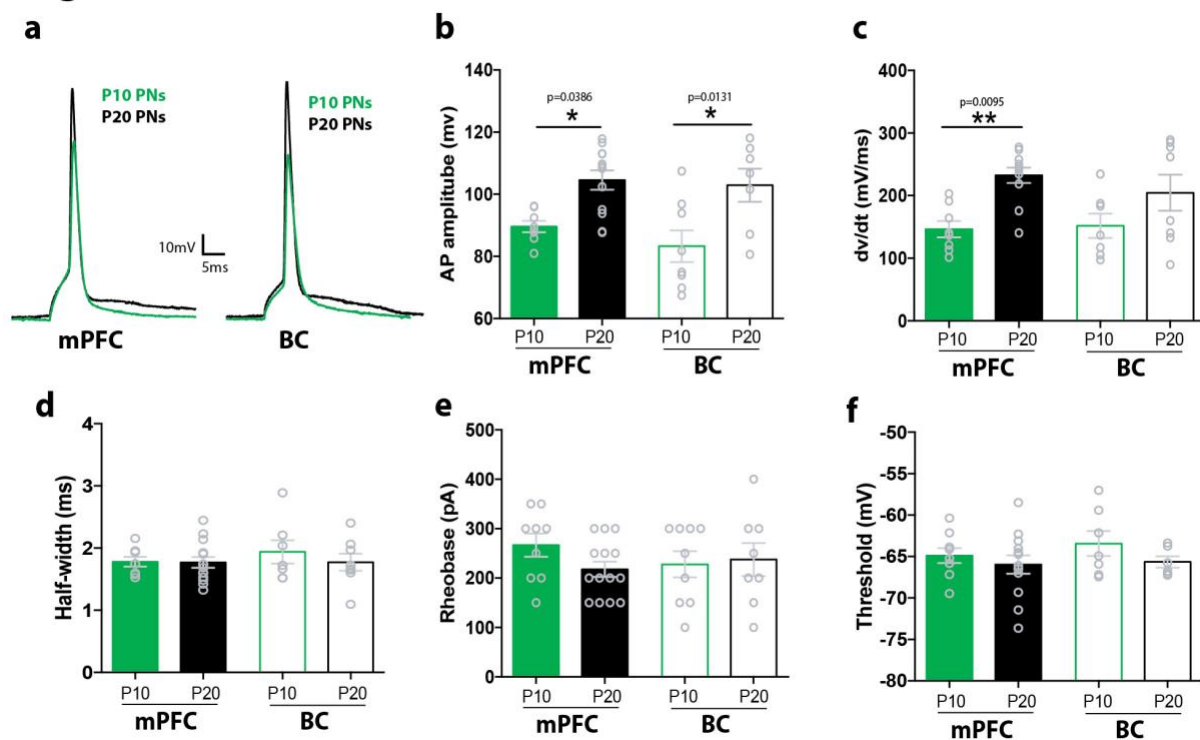 a
P10 PNs
P20 PNs
P10 PNs
P20 PNs
10mV
5ms
mPFC
BC
b
AP amplitube (mv)
140
120
100
80
60
p=0.0386
*
p=0.0131
*
P10
P20
P10
P20
mPFC
BC
c
dv/dt (mV/ms)
400
300
200
100
0
p=0.0095
**
P10
P20
P10
P20
mPFC
BC
d
Half-width (ms)
4
3
2
1
0
P10
P20
P10
P20
mPFC
BC
e
Rheobase (pA)
500
400
300
200
100
0
P10
P20
P10
P20
mPFC
BC
f
Threshold (mV)
-50
-55
-60
-65
-70
-75
-80
P10
P20
P10
P20
mPFC
BC